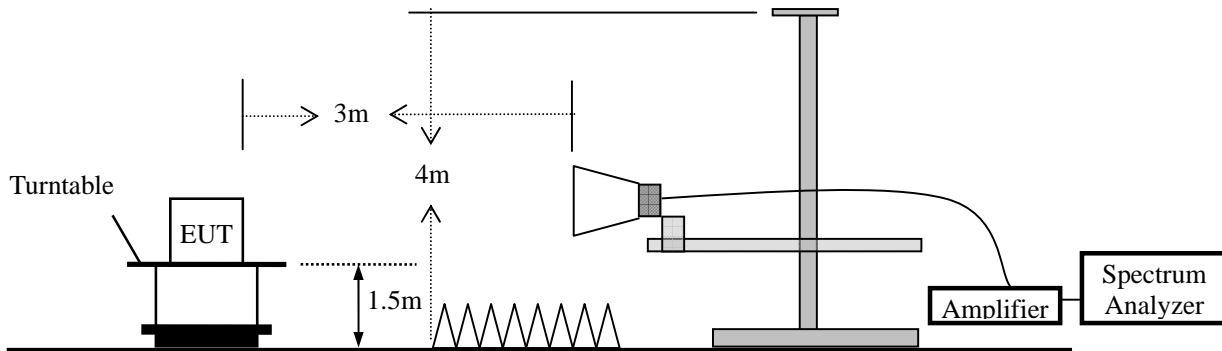 3m
4m
Turntable
EUT
1.5m
Amplifier
Spectrum
Analyzer